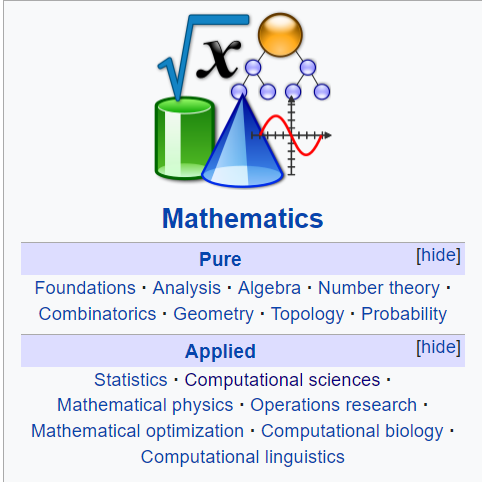 √x
Mathematics
Pure [hide]
Foundations · Analysis · Algebra · Number theory ·
Combinatorics · Geometry · Topology · Probability
Applied [hide]
Statistics · Computational sciences ·
Mathematical physics · Operations research ·
Mathematical optimization · Computational biology ·
Computational linguistics